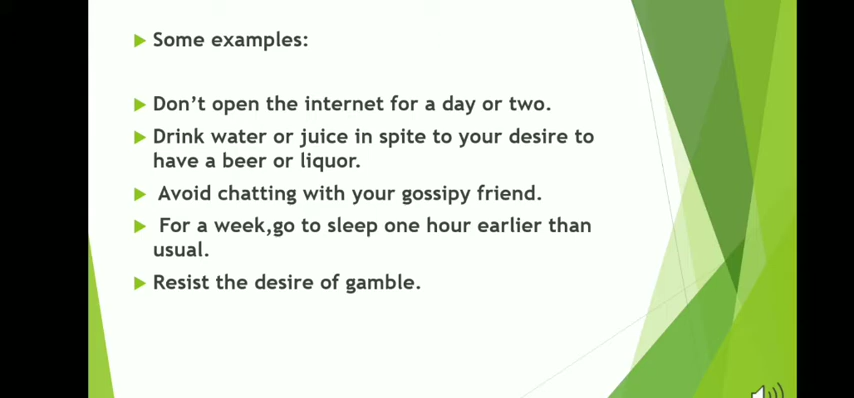 Some examples:
Don't open the internet for a day or two.
Drink water or juice in spite to your desire to
have a beer or liquor.
Avoid chatting with your gossipy friend.
For a week,go to sleep one hour earlier than
usual.
Resist the desire of gamble.